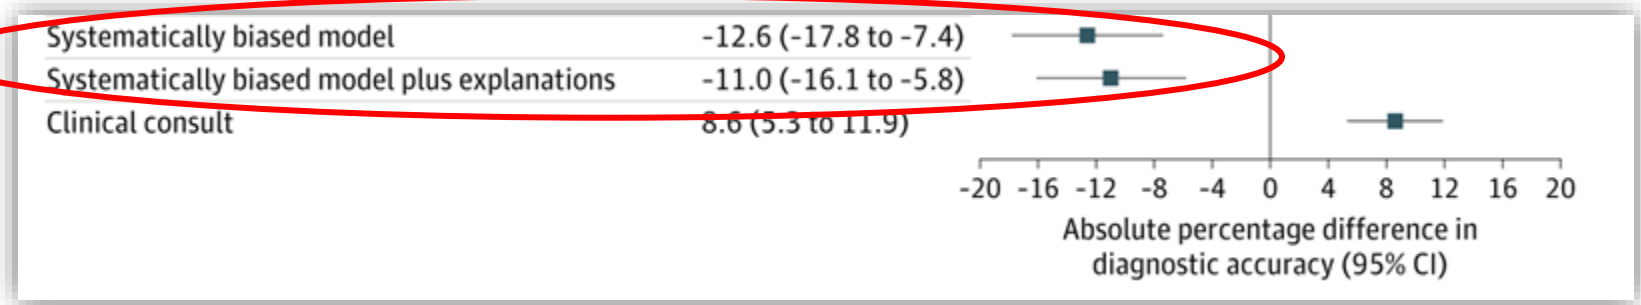 Systematically biased model -12.6 (-17.8 to -7.4)
Systematically biased model plus explanations -11.0 (-16.1 to -5.8)
Clinical consult 8.6 (5.3 to 11.9)
-20 -16 -12 -8 -4 0 4 8 12 16 20
Absolute percentage difference in
diagnostic accuracy (95% CI)